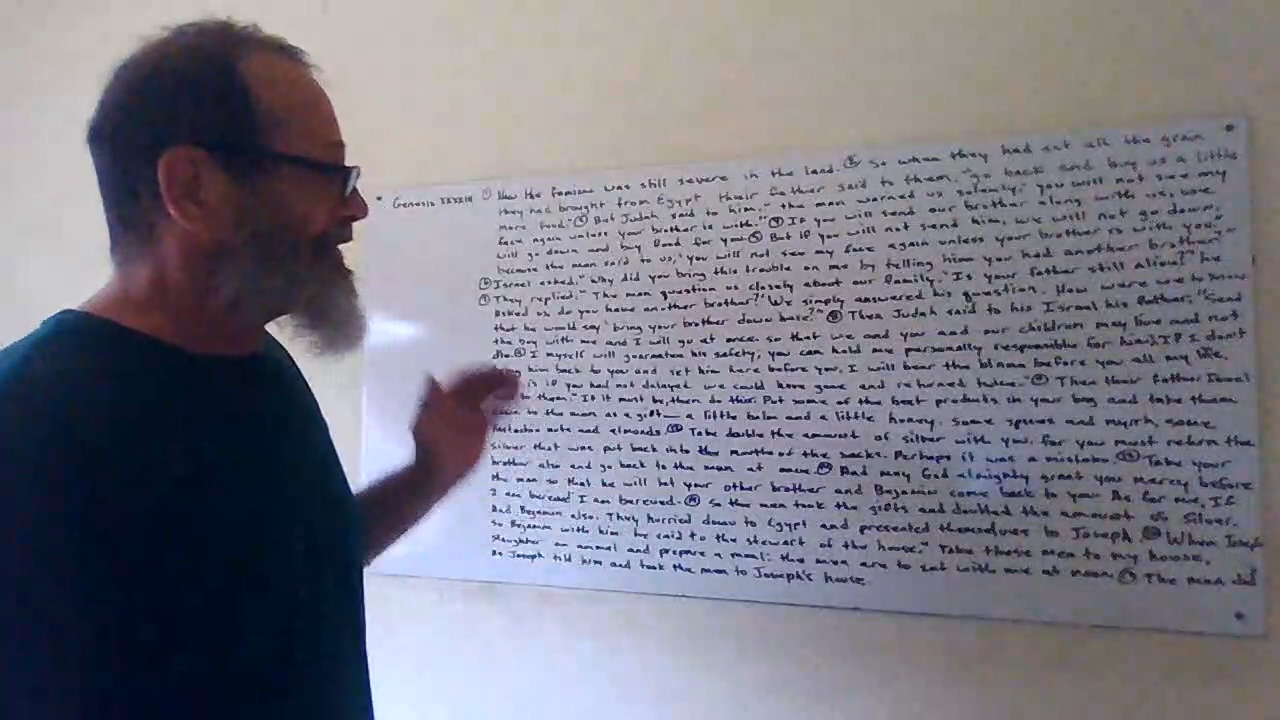 * Genesis XXXXIII ① Now the famine was still severe in the land. ② So when they had eat all the grain
they had brought from Egypt their father said to them, "go back and buy us a little
more food." ③ But Judah said to him, "the man warned us solemly," you will not see my
face again unless your brother is with." ④ If you will send our brother along with us, we
will go down and buy food for you. ⑤ But if you will not send him, we will not go down,
because the man said to us, "you will not see my face again unless your brother is with you."
⑥ Israel asked, "Why did you bring this trouble on me by telling him you had another brother?"
⑦ They replied, "The man question us closely about our family. "Is your father still alive?" he
asked us do you have another brother?" We simply answered his question. How were we to know
that he would say 'bring your brother down here?" ⑧ Then Judah said to his Israel his father, "Send
the boy with me and I will go at once, so that we and you and our children may live and not
die. ⑨ I myself will guarantee his safety; you can hold me personally responsible for him. If I don't
him back to you and set him here before you, I will bear the blame before you all my life.
is if you had not delayed we could have gone and returned twice." ⑪ Then their father Israel
to them, "If it must be, then do this. Put some of the best products in your bag and take them
down to the man as a gift — a little balm and a little honey, some spices and myrrh, some
pistachio nuts and almonds. ⑫ Take double the amount of silver with you, for you must return the
silver that was put back into the mouths of the sacks. Perhaps it was a mistake. ⑬ Take your
brother also and go back to the man at once. ⑭ And may God almighty grant you mercy before
the man so that he will let your other brother and Benjamin come back to you. As for me, If
I am bereaved I am bereved. ⑮ So the men took the gifts and doubled the amount of Silver.
And Benjamin also. They hurried down to Egypt and presented themselves to Joseph. ⑯ When Joseph
so Benjamin with him he said to the stewart of the house," Take these men to my house,
slaughter an animal and prepare a meal: the men are to eat with me at noon. ⑰ The man did
As Joseph told him and took the men to Joseph's house